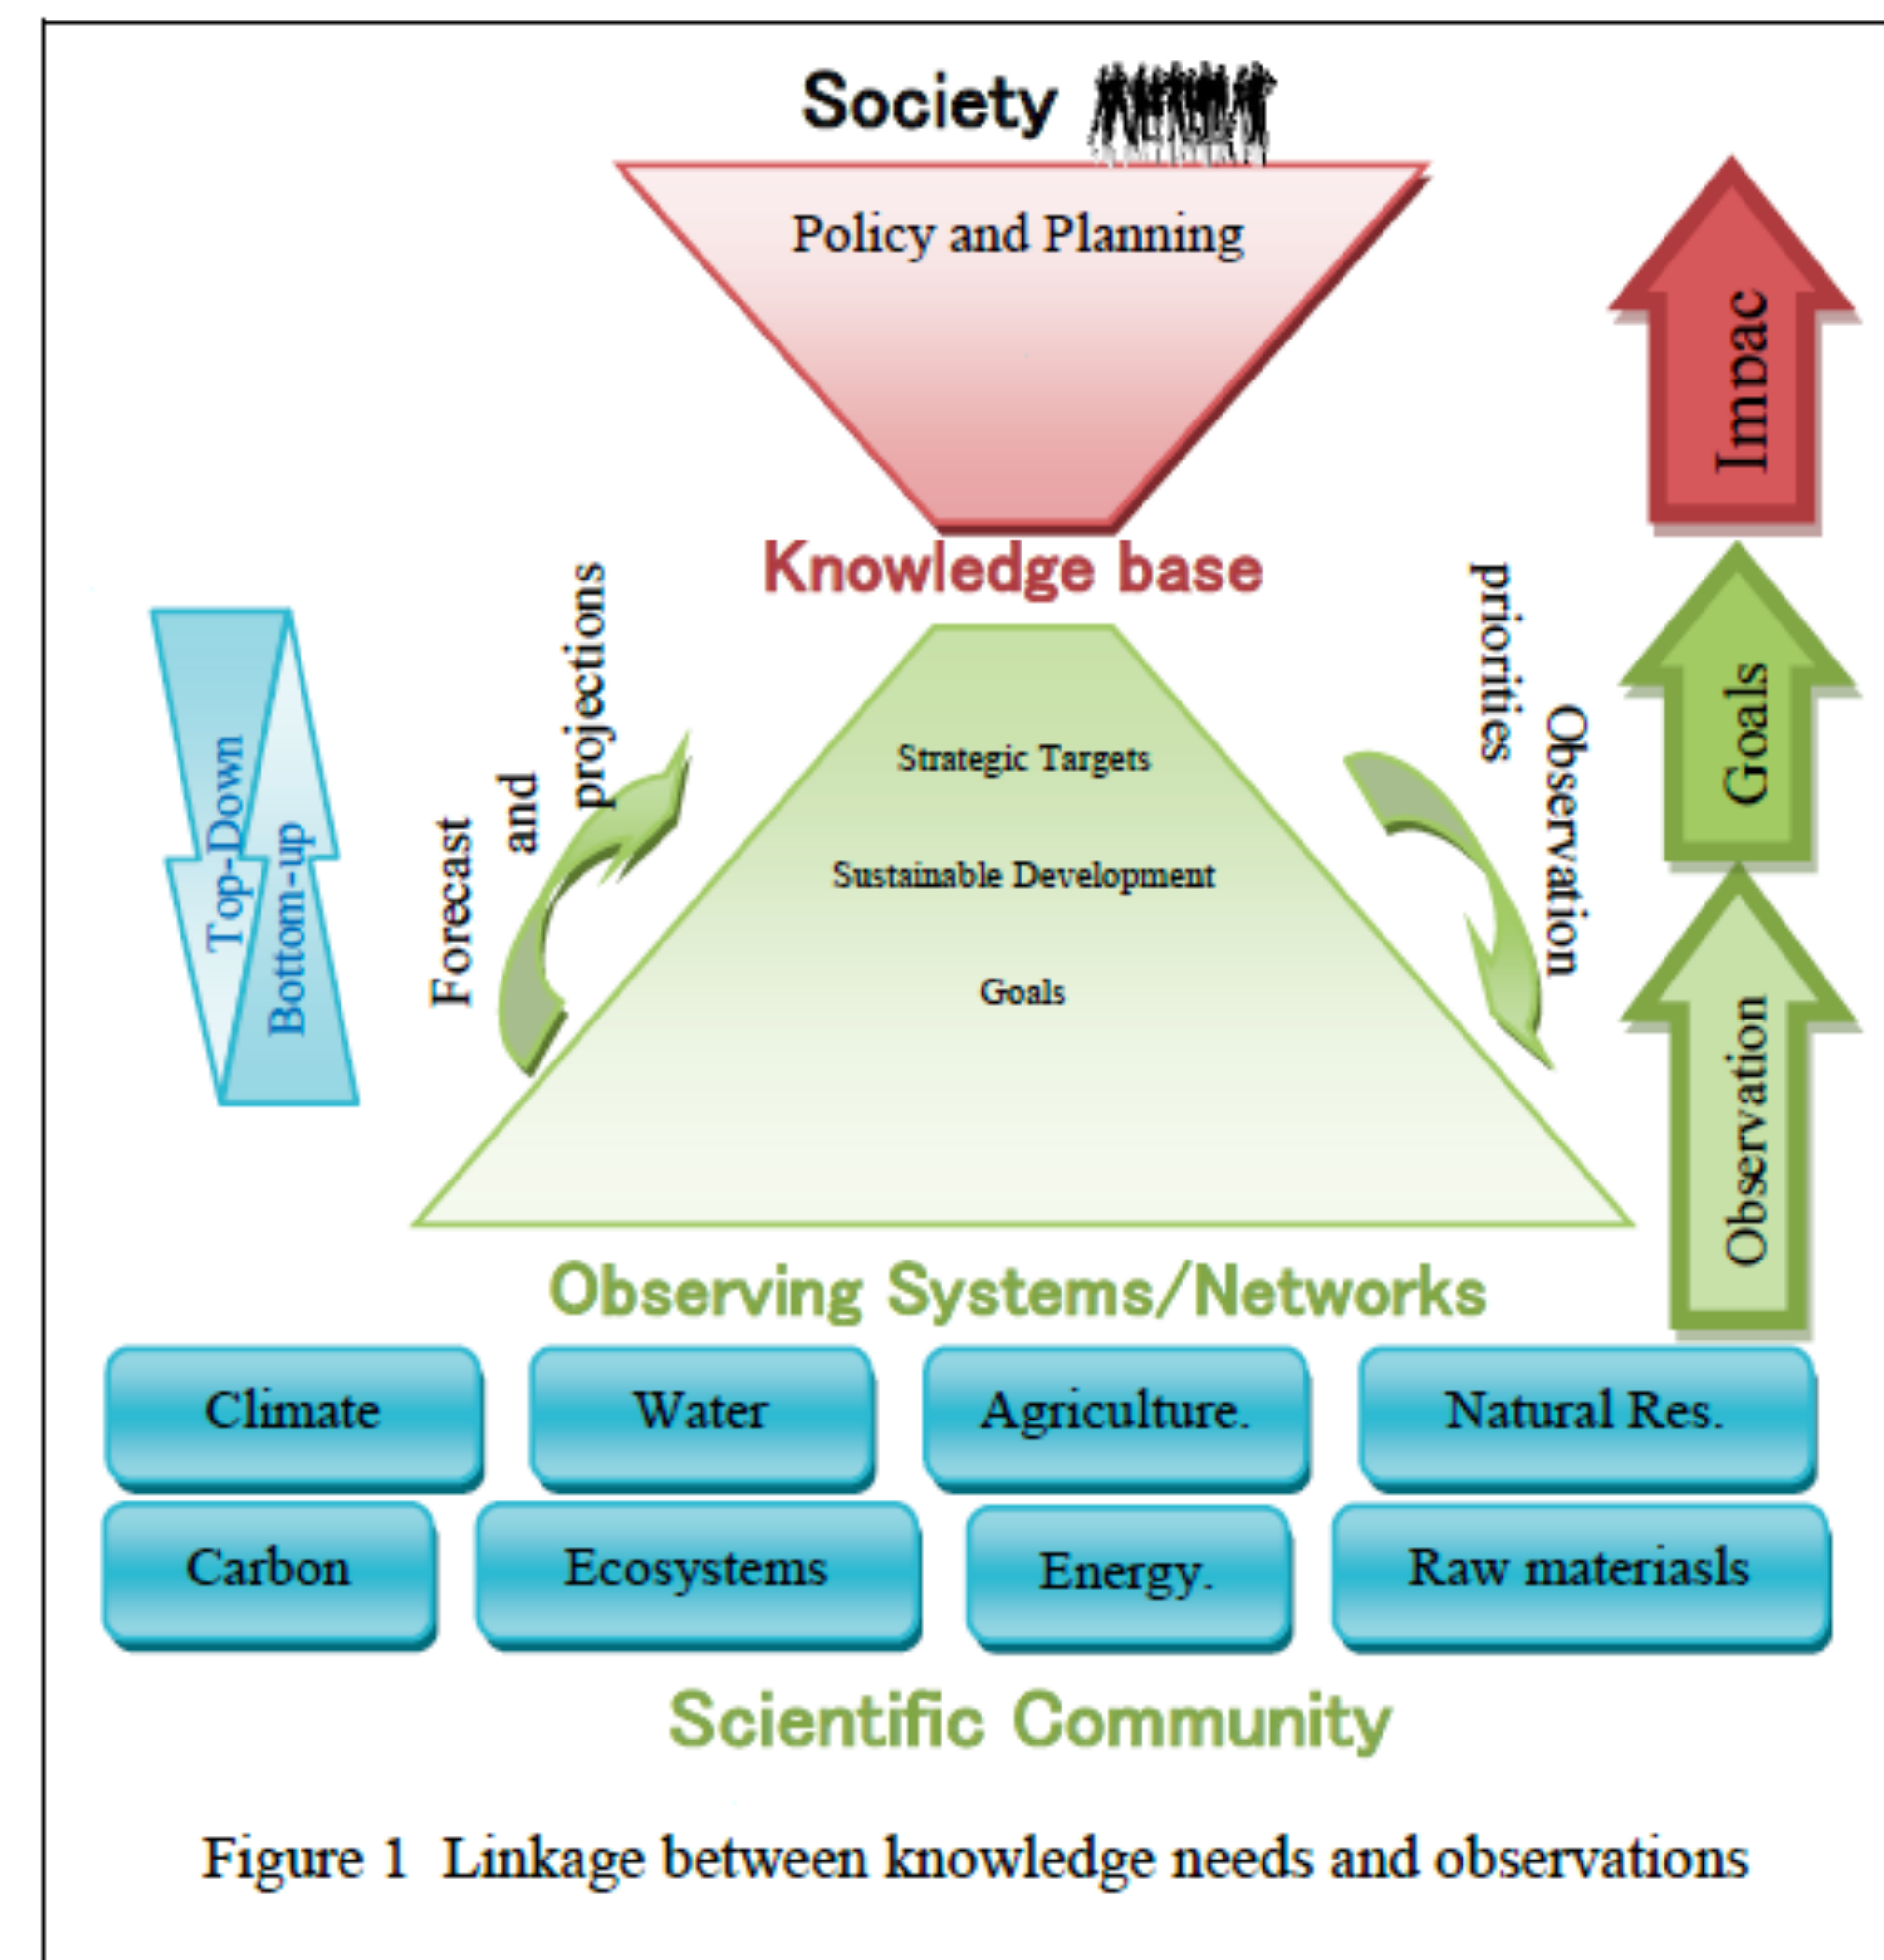 Society
Policy and Planning
Impac
Knowledge base
Top-Down
Bottom-up
Forecast
and
projections
Strategic Targets
Sustainable Development
Goals
priorities
Observation
Goals
Observation
Observing Systems/Networks
Climate
Water
Agriculture.
Natural Res.
Carbon
Ecosystems
Energy.
Raw materiasls
Scientific Community
Figure 1 Linkage between knowledge needs and observations